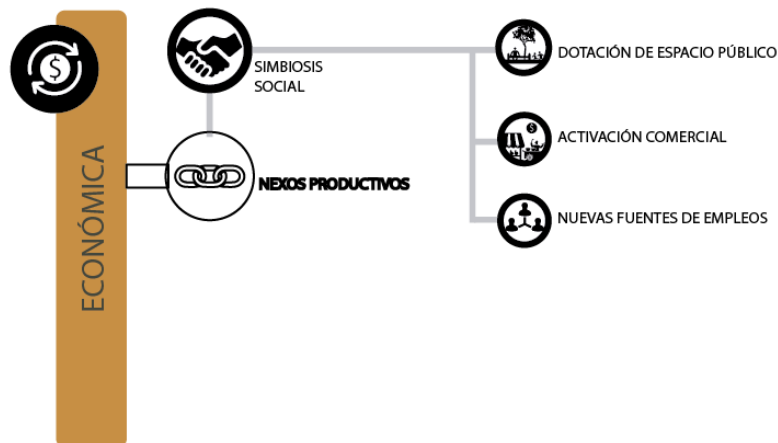 ECONÓMICA
SIMBIOSIS
SOCIAL
NEXOS PRODUCTIVOS
DOTACIÓN DE ESPACIO PÚBLICO
ACTIVACIÓN COMERCIAL
NUEVAS FUENTES DE EMPLEOS